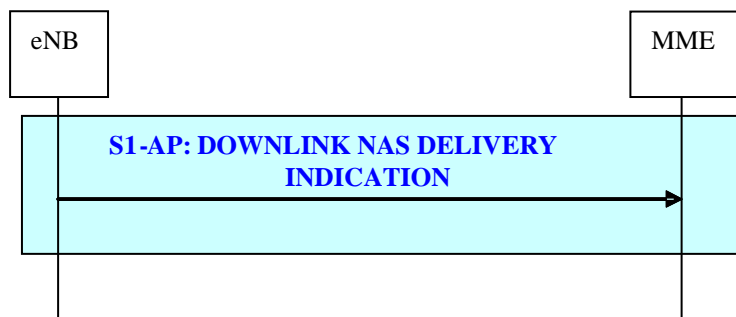 eNB
MME
S1-AP: DOWNLINK NAS DELIVERY
INDICATION